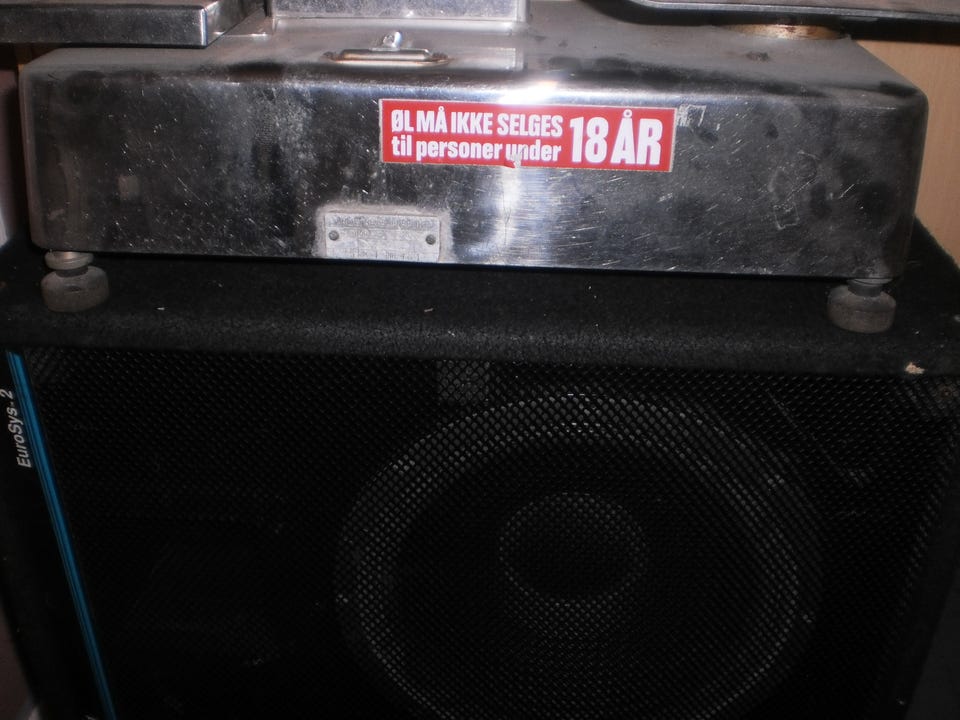 ØL MÅ IKKE SELGES
til personer under
18 ÅR
EuroSys. 2